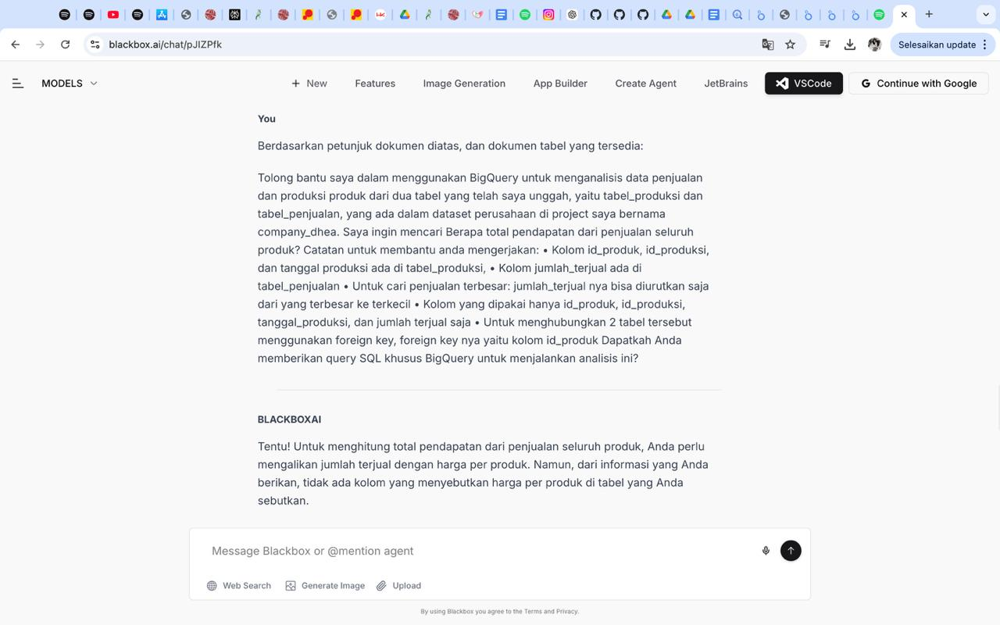 blackbox.ai/chat/pJIZPfk
Selesaikan update
MODELS
New
Features
Image Generation
App Builder
Create Agent
JetBrains
VSCode
Continue with Google
You
Berdasarkan petunjuk dokumen diatas, dan dokumen tabel yang tersedia:
Tolong bantu saya dalam menggunakan BigQuery untuk menganalisis data penjualan
dan produksi produk dari dua tabel yang telah saya unggah, yaitu tabel_produksi dan
tabel_penjualan, yang ada dalam dataset perusahaan di project saya bernama
company_dhea. Saya ingin mencari Berapa total pendapatan dari penjualan seluruh
produk? Catatan untuk membantu anda mengerjakan: • Kolom id_produk, id_produksi,
dan tanggal produksi ada di tabel_produksi, • Kolom jumlah_terjual ada di
tabel_penjualan • Untuk cari penjualan terbesar: jumlah_terjual nya bisa diurutkan saja
dari yang terbesar ke terkecil • Kolom yang dipakai hanya id_produk, id_produksi,
tanggal_produksi, dan jumlah terjual saja • Untuk menghubungkan 2 tabel tersebut
menggunakan foreign key, foreign key nya yaitu kolom id_produk Dapatkah Anda
memberikan query SQL khusus BigQuery untuk menjalankan analisis ini?
BLACKBOXAI
Tentu! Untuk menghitung total pendapatan dari penjualan seluruh produk, Anda perlu
mengalikan jumlah terjual dengan harga per produk. Namun, dari informasi yang Anda
berikan, tidak ada kolom yang menyebutkan harga per produk di tabel yang Anda
sebutkan.
Message Blackbox or @mention agent
Web Search
Generate Image
Upload
By using Blackbox you agree to the Terms and Privacy.